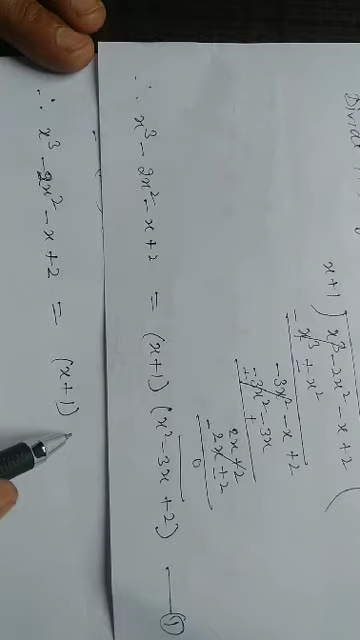 x+1 ) x³ - 2x² - x + 2 (
x³ + x²
- 3x² - x + 2
- 3x² - 3x
2x + 2
2x + 2
0
∴ x³ - 2x² - x + 2 = (x+1) (x² - 3x + 2) — ①
∴ x³ - 2x² - x + 2 = (x+1)